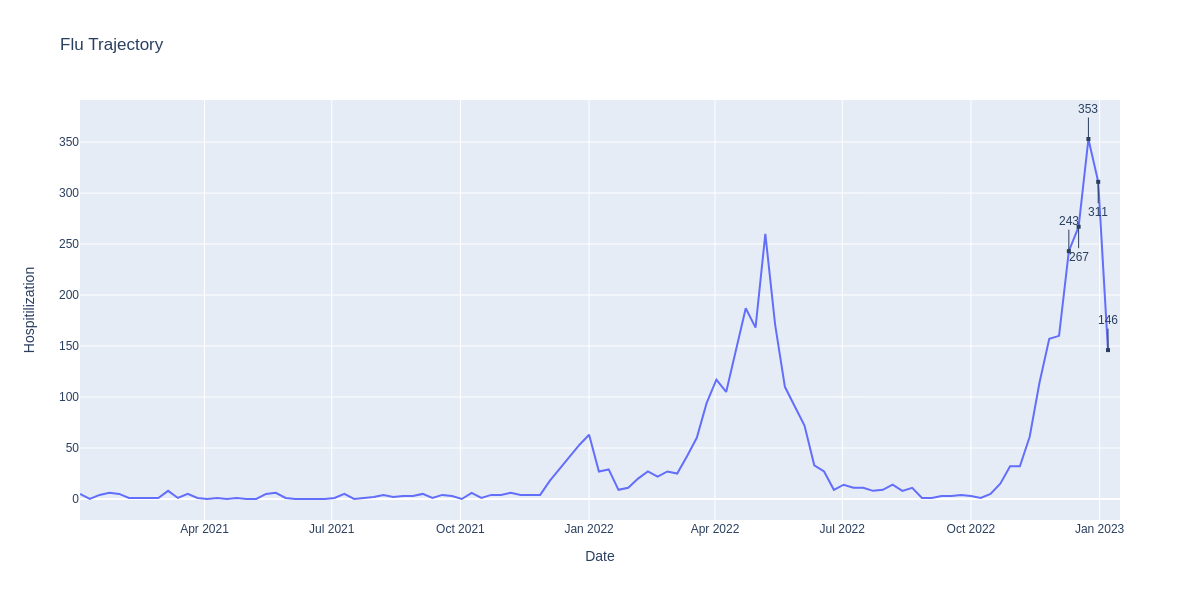 Flu Trajectory
353
350
300
311
243
250
267
200
146
150
100
50
0
Apr 2021
Jul 2021
Oct 2021
Jan 2022
Apr 2022
Jul 2022
Oct 2022
Jan 2023
Date
Hospitilization